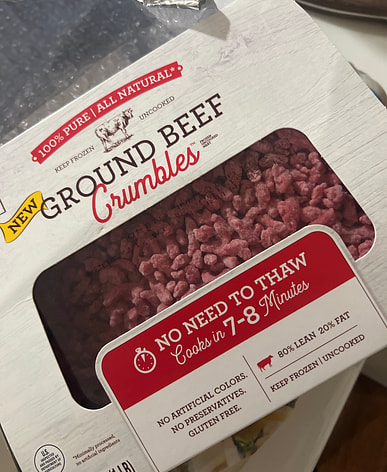 100% PURE | ALL NATURAL*
KEEP FROZEN
UNCOOKED
NEW
GROUND BEEF
Crumbles™
NO NEED TO THAW
Cooks in 7-8 Minutes
NO ARTIFICIAL COLORS.
NO PRESERVATIVES.
GLUTEN FREE.
80% LEAN 20% FAT
KEEP FROZEN | UNCOOKED
*Minimally processed,
no artificial ingredients
U.S.
LB)